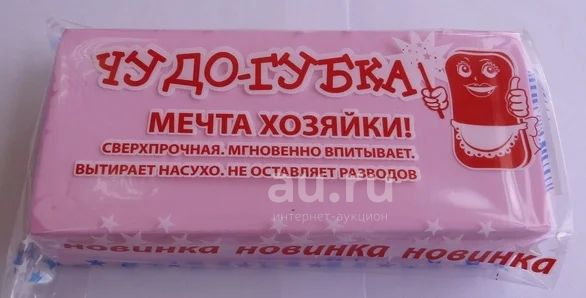 ЧУДО-ГУБКА
МЕЧТА ХОЗЯЙКИ!
СВЕРХПРОЧНАЯ. МГНОВЕННО ВПИТЫВАЕТ.
ВЫТИРАЕТ НАСУХО. НЕ ОСТАВЛЯЕТ РАЗВОДОВ
au.ru
интернет-аукцион
новинка новинка новинка